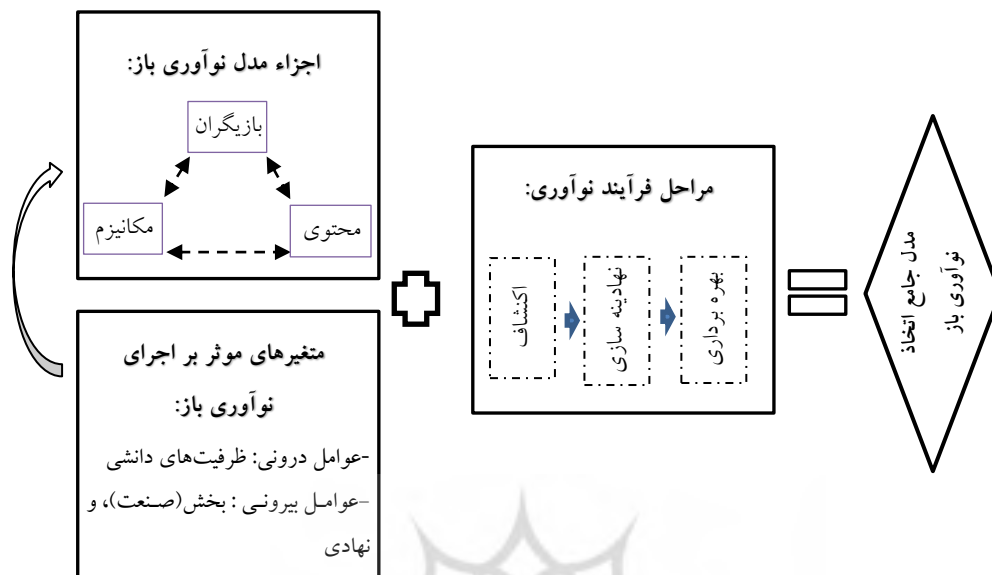 اجزاء مدل نوآوری باز:
بازیگران
محتوی
مکانیزم
متغیرهای موثر بر اجرای
نوآوری باز:
-عوامل درونی: ظرفیت‌های دانشی
-عوامل بیرونی : بخش(صنعت)، و
نهادی
مراحل فرآیند نوآوری:
اکتشاف
نهادینه سازی
بهره برداری
مدل جامع اتخاذ
نوآوری باز